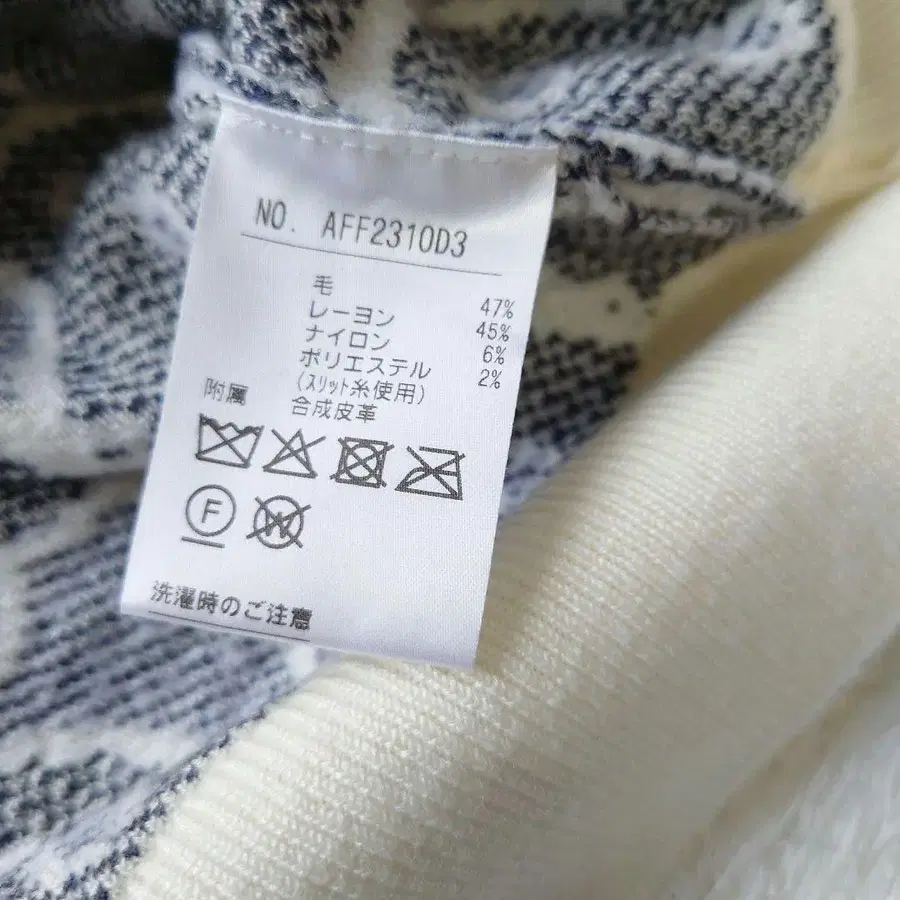 NO. AFF2310D3
毛 47%
レーヨン 45%
ナイロン 6%
ポリエステル 2%
(スリット糸使用)
附属 合成皮革
F
W
洗濯時のご注意